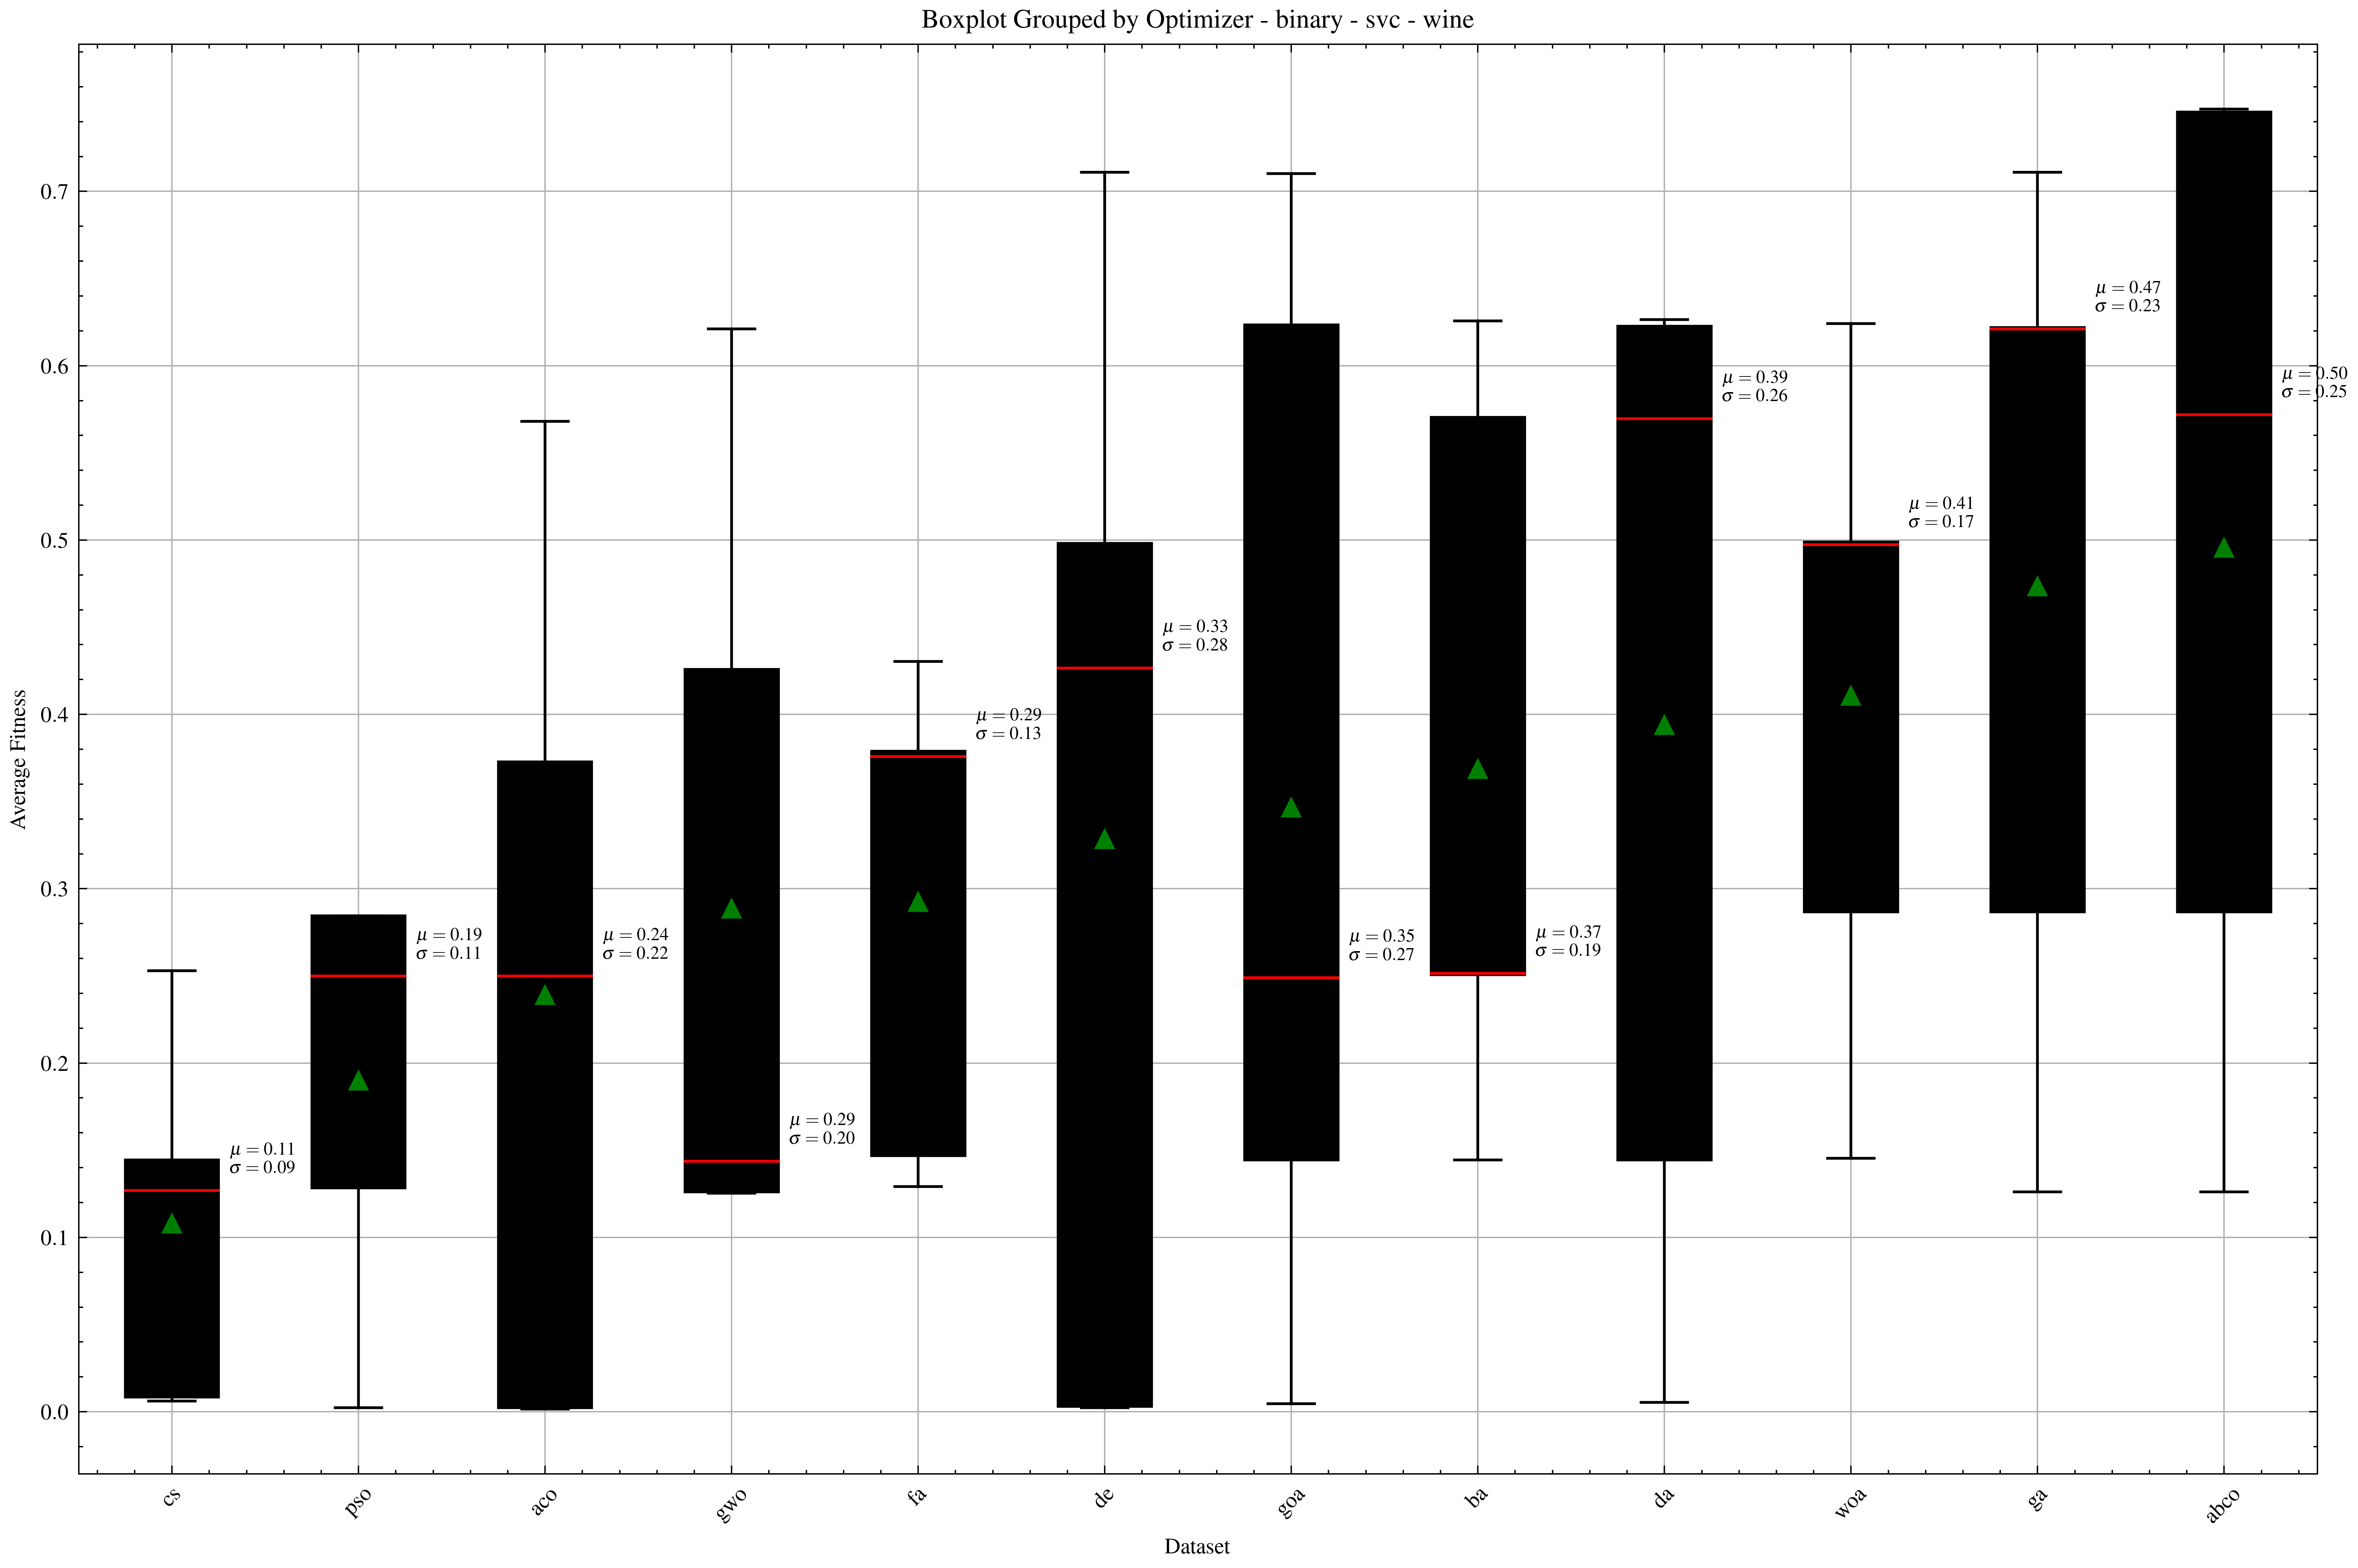 Boxplot Grouped by Optimizer - binary - svc - wine
Average Fitness
0.7
0.6
0.5
0.4
0.3
0.2
0.1
0.0
μ = 0.11
σ = 0.09
μ = 0.19
σ = 0.11
μ = 0.24
σ = 0.22
μ = 0.29
σ = 0.20
μ = 0.29
σ = 0.13
μ = 0.33
σ = 0.28
μ = 0.35
σ = 0.27
μ = 0.37
σ = 0.19
μ = 0.39
σ = 0.26
μ = 0.41
σ = 0.17
μ = 0.47
σ = 0.23
μ = 0.50
σ = 0.25
cs
pso
aco
gwo
fa
de
goa
ba
da
woa
ga
abco
Dataset